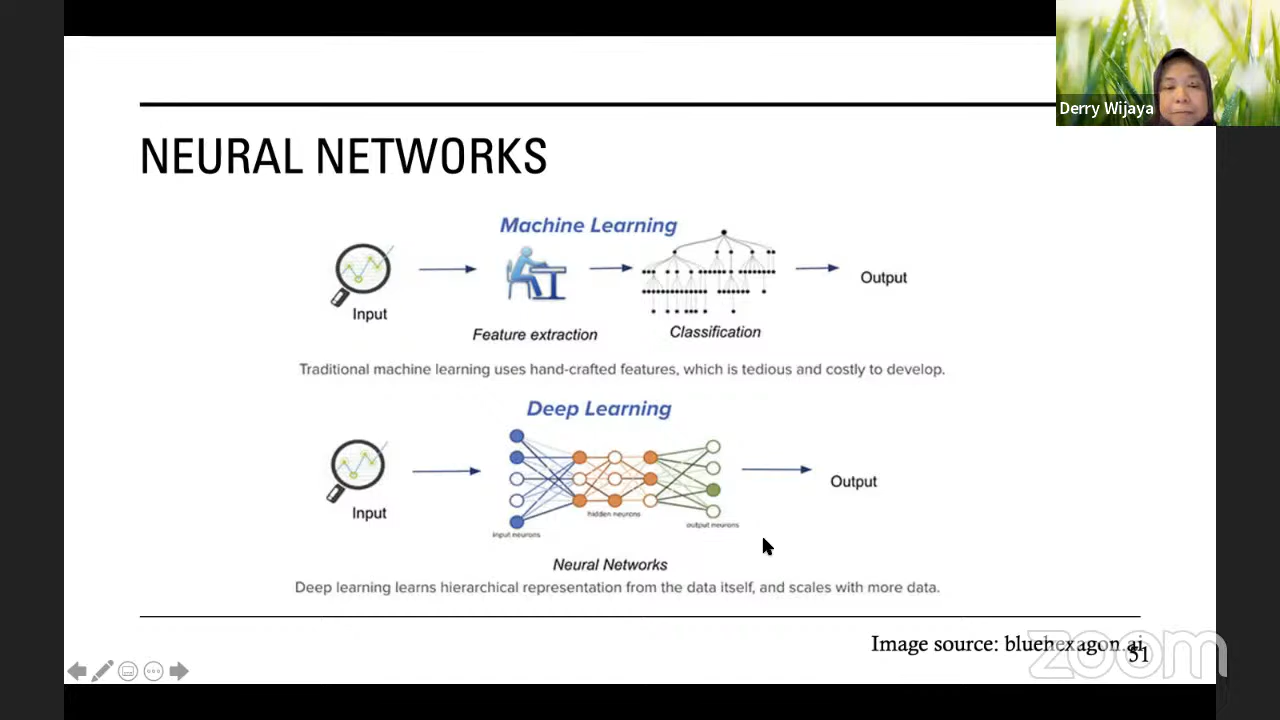 Derry Wijaya
NEURAL NETWORKS
Machine Learning
Input
Feature extraction
Classification
Output
Traditional machine learning uses hand-crafted features, which is tedious and costly to develop.
Deep Learning
Input
input neurons
hidden neurons
output neurons
Output
Neural Networks
Deep learning learns hierarchical representation from the data itself, and scales with more data.
Image source: bluehexagon.ai
51
zoom